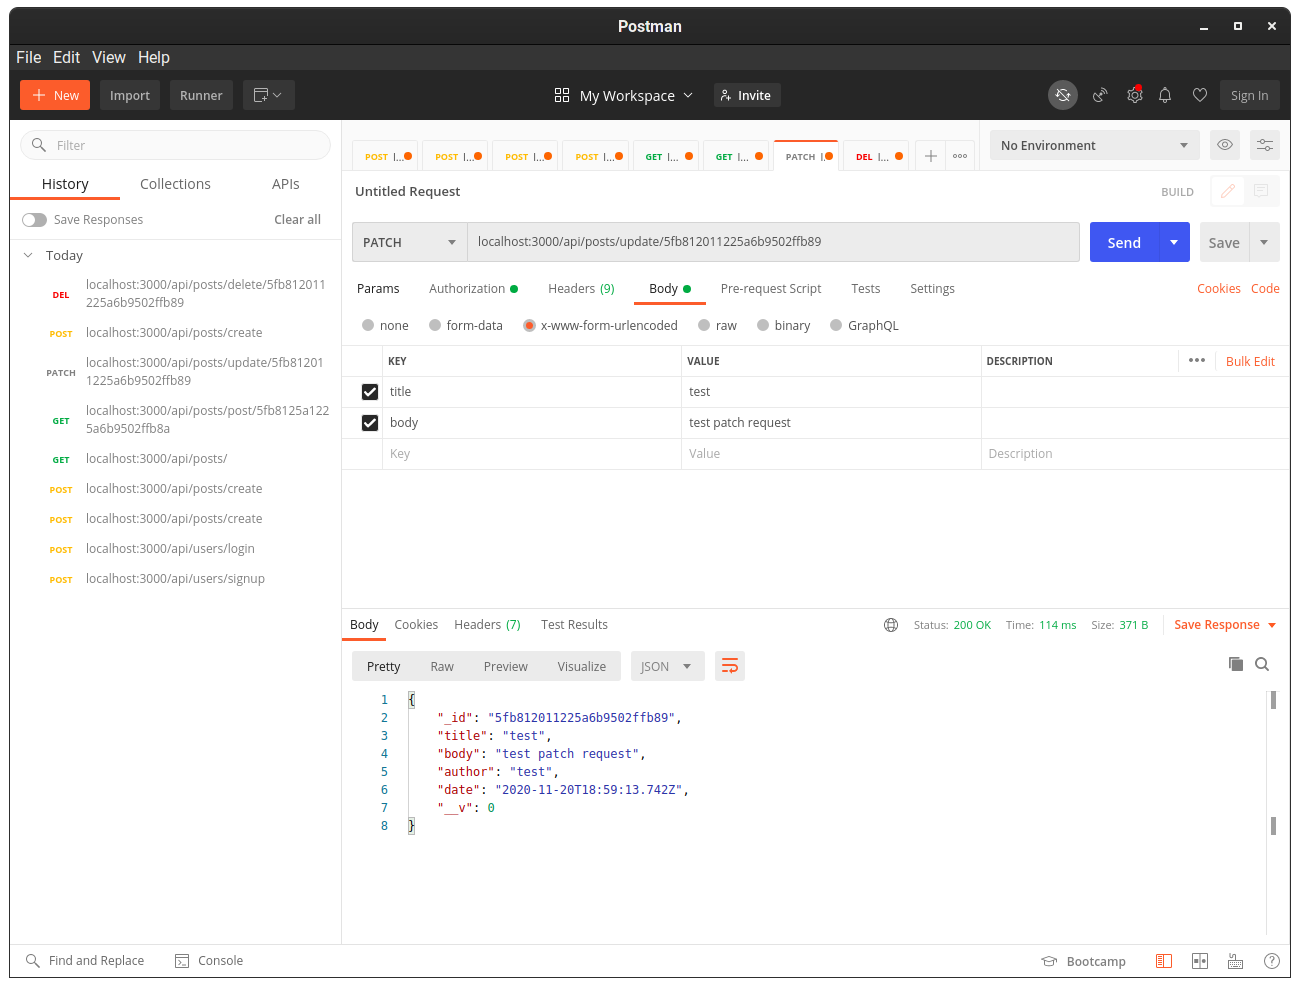 Postman
File Edit View Help
New Import Runner My Workspace Invite Sign In
Filter
History Collections APIs
Save Responses Clear all
Today
DEL localhost:3000/api/posts/delete/5fb812011
225a6b9502ffb89
POST localhost:3000/api/posts/create
PATCH localhost:3000/api/posts/update/5fb81201
1225a6b9502ffb89
GET localhost:3000/api/posts/post/5fb8125a122
5a6b9502ffb8a
GET localhost:3000/api/posts/
POST localhost:3000/api/posts/create
POST localhost:3000/api/posts/create
POST localhost:3000/api/users/login
POST localhost:3000/api/users/signup
POST l... POST l... POST l... POST l... GET l... GET l... PATCH l. DEL l... No Environment
Untitled Request BUILD
PATCH localhost:3000/api/posts/update/5fb812011225a6b9502ffb89 Send Save
Params Authorization Headers (9) Body Pre-request Script Tests Settings Cookies Code
none form-data x-www-form-urlencoded raw binary GraphQL
KEY VALUE DESCRIPTION Bulk Edit
title test
body test patch request
Key Value Description
Body Cookies Headers (7) Test Results Status: 200 OK Time: 114 ms Size: 371 B Save Response
Pretty Raw Preview Visualize JSON
1 {
2 "_id": "5fb812011225a6b9502ffb89",
3 "title": "test",
4 "body": "test patch request",
5 "author": "test",
6 "date": "2020-11-20T18:59:13.742Z",
7 "__v": 0
8 }
Find and Replace Console Bootcamp